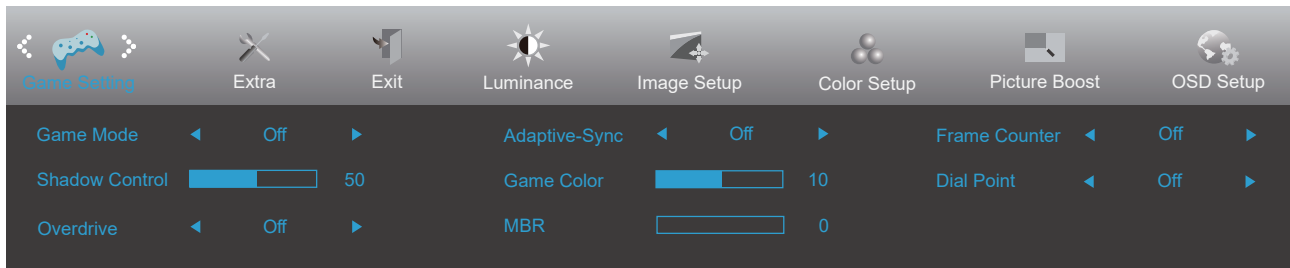 Game Setting Extra Exit Luminance Image Setup Color Setup Picture Boost OSD Setup
Game Mode Off Adaptive-Sync Off Frame Counter Off
Shadow Control 50 Game Color 10 Dial Point Off
Overdrive Off MBR 0